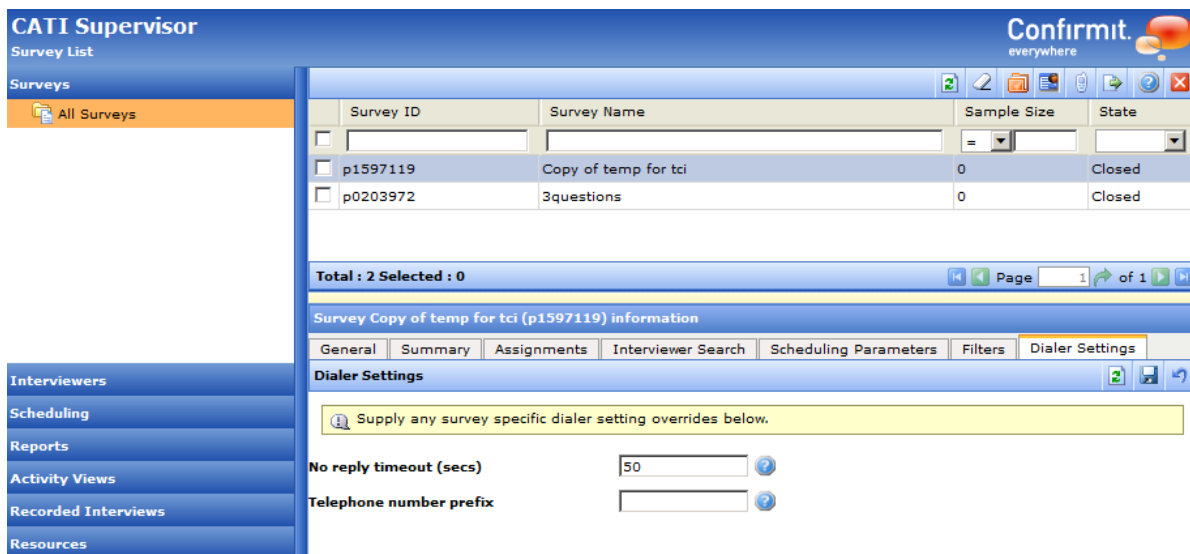 CATI Supervisor
Survey List
Confirmit.
everywhere
Surveys
All Surveys
Survey ID Survey Name Sample Size State
=
p1597119 Copy of temp for tci 0 Closed
p0203972 3questions 0 Closed
Total : 2 Selected : 0 Page 1 of 1
Survey Copy of temp for tci (p1597119) information
General Summary Assignments Interviewer Search Scheduling Parameters Filters Dialer Settings
Dialer Settings
Supply any survey specific dialer setting overrides below.
No reply timeout (secs) 50
Telephone number prefix
Interviewers
Scheduling
Reports
Activity Views
Recorded Interviews
Resources